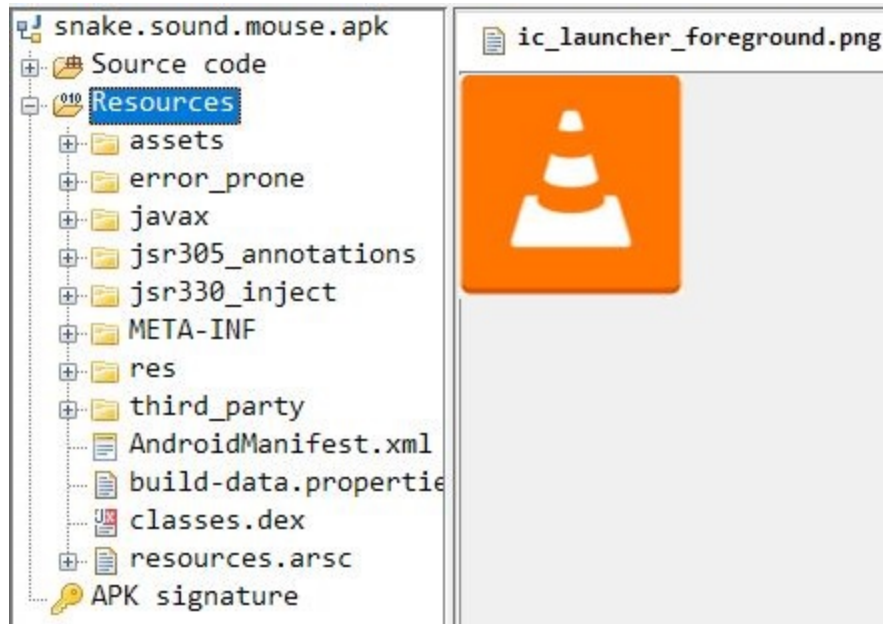 snake.sound.mouse.apk
Source code
Resources
assets
error_prone
javax
jsr305_annotations
jsr330_inject
META-INF
res
third_party
AndroidManifest.xml
build-data.propertie
classes.dex
resources.arsc
APK signature
ic_launcher_foreground.png